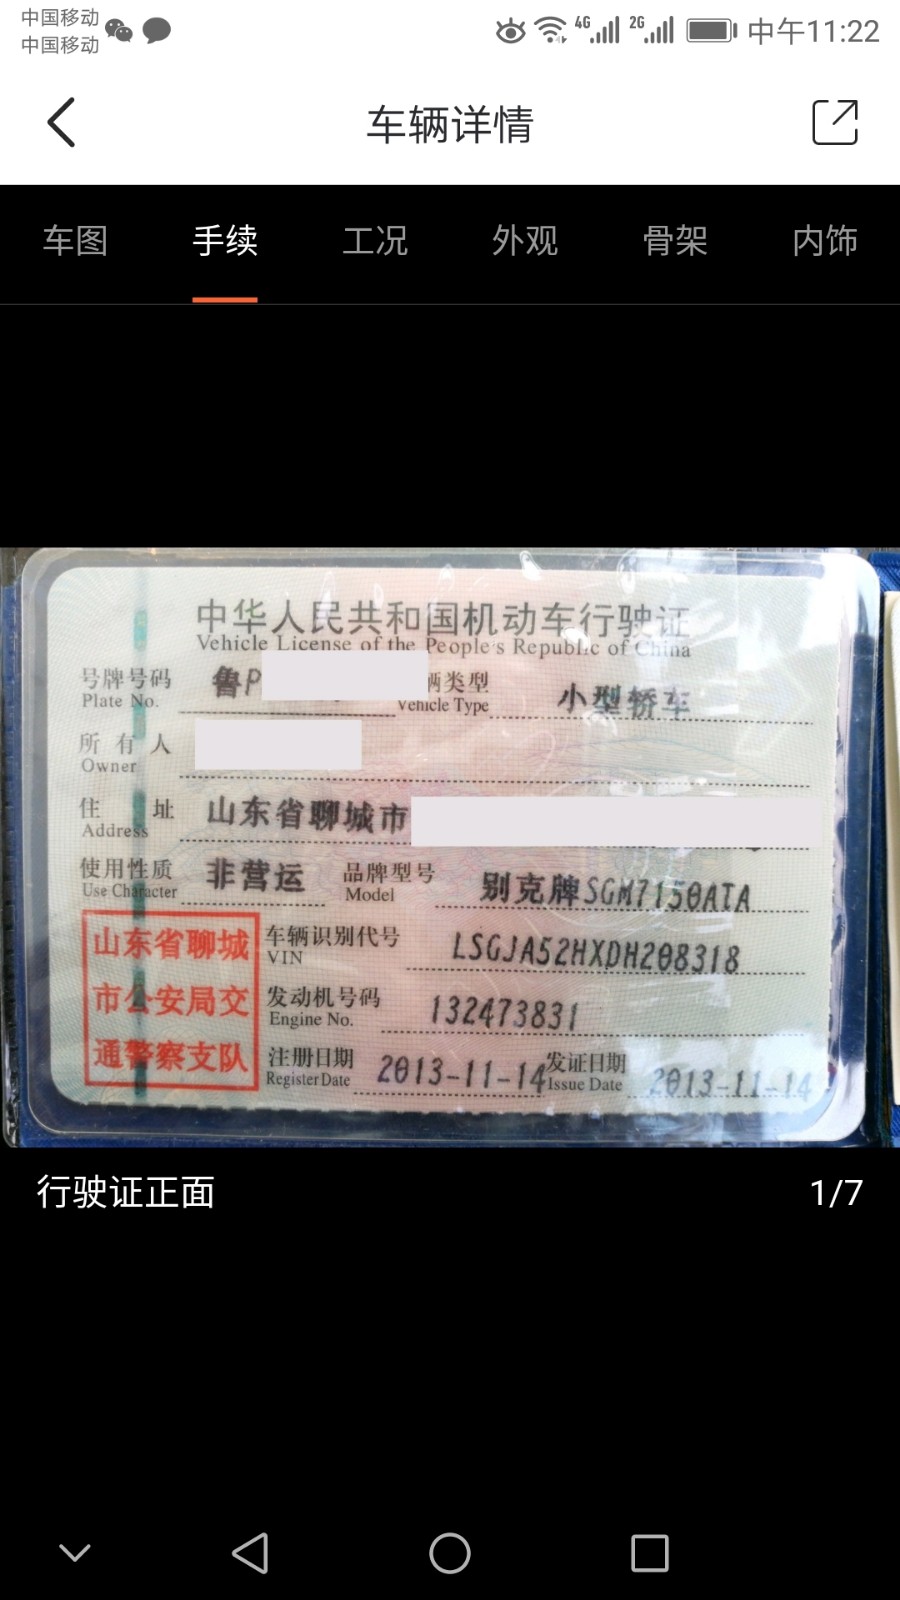 中国移动
中国移动
4G 2G 中午11:22
车辆详情
车图 手续 工况 外观 骨架 内饰
中华人民共和国机动车行驶证
Vehicle License of the People's Republic of China
号牌号码 鲁P 辆类型 小型轿车
Plate No. Vehicle Type
所有人
Owner
住址 山东省聊城市
Address
使用性质 非营运 品牌型号 别克牌SGM7150ATA
Use Character Model
山东省聊城
市公安局交
通警察支队
车辆识别代号 LSGJA52HXDH208318
VIN
发动机号码 132473831
Engine No.
注册日期 2013-11-14 发证日期 2013-11-14
Register Date Issue Date
行驶证正面 1/7